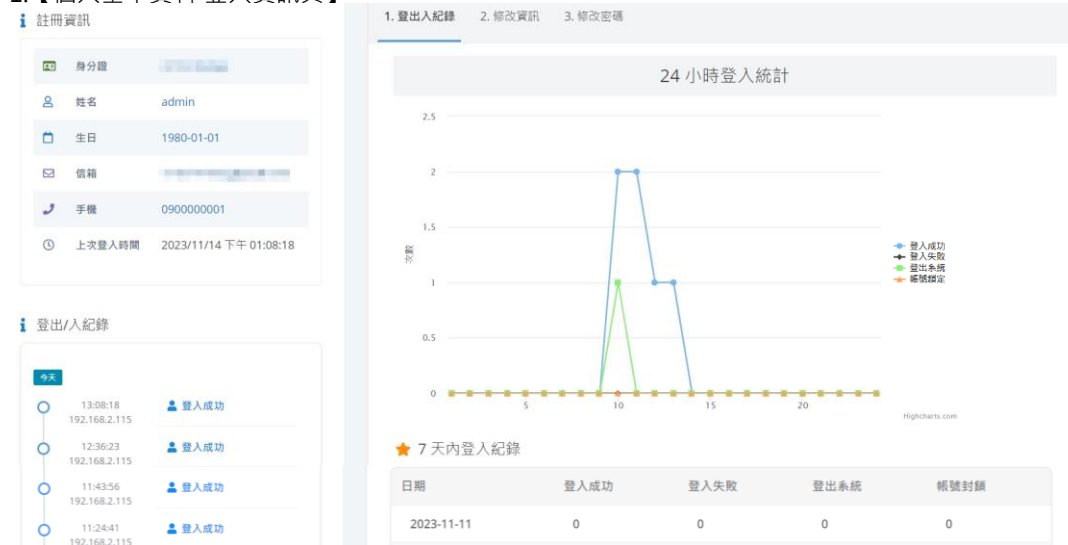 註冊資訊
身分證
姓名 admin
生日 1980-01-01
信箱
手機 0900000001
上次登入時間 2023/11/14 下午 01:08:18
登出/入紀錄
今天
13:08:18 登入成功
192.168.2.115
12:36:23 登入成功
192.168.2.115
11:43:56 登入成功
192.168.2.115
11:24:41 登入成功
192.168.2.115
1. 登出入紀錄 2. 修改資訊 3. 修改密碼
24 小時登入統計
2.5
2
1.5
1
0.5
0
次數
5 10 15 20
登入成功
登入失敗
登出系統
帳號鎖定
Highcharts.com
7 天內登入紀錄
日期 登入成功 登入失敗 登出系統 帳號封鎖
2023-11-11 0 0 0 0